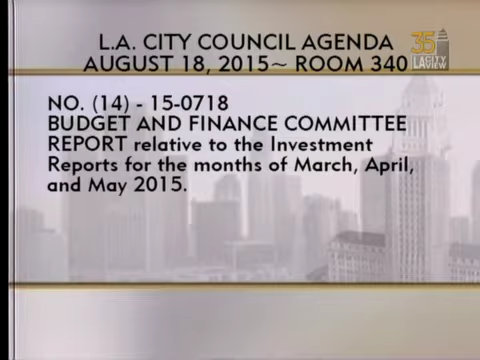 L.A. CITY COUNCIL AGENDA
AUGUST 18, 2015~ ROOM 340
35
LA CITY VIEW
NO. (14) - 15-0718
BUDGET AND FINANCE COMMITTEE
REPORT relative to the Investment
Reports for the months of March, April,
and May 2015.